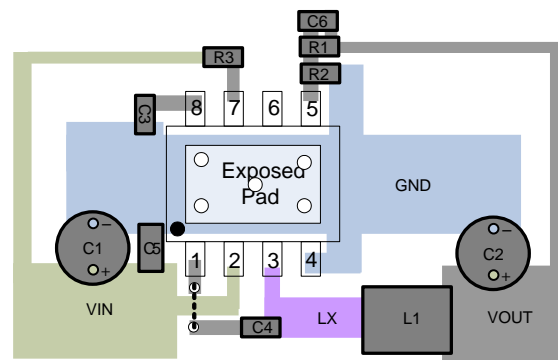 C6
R1
R3
R2
C3
8
7
6
5
Exposed
Pad
GND
C1
−
+
C5
1
2
3
4
C2
−
+
VIN
C4
LX
L1
VOUT